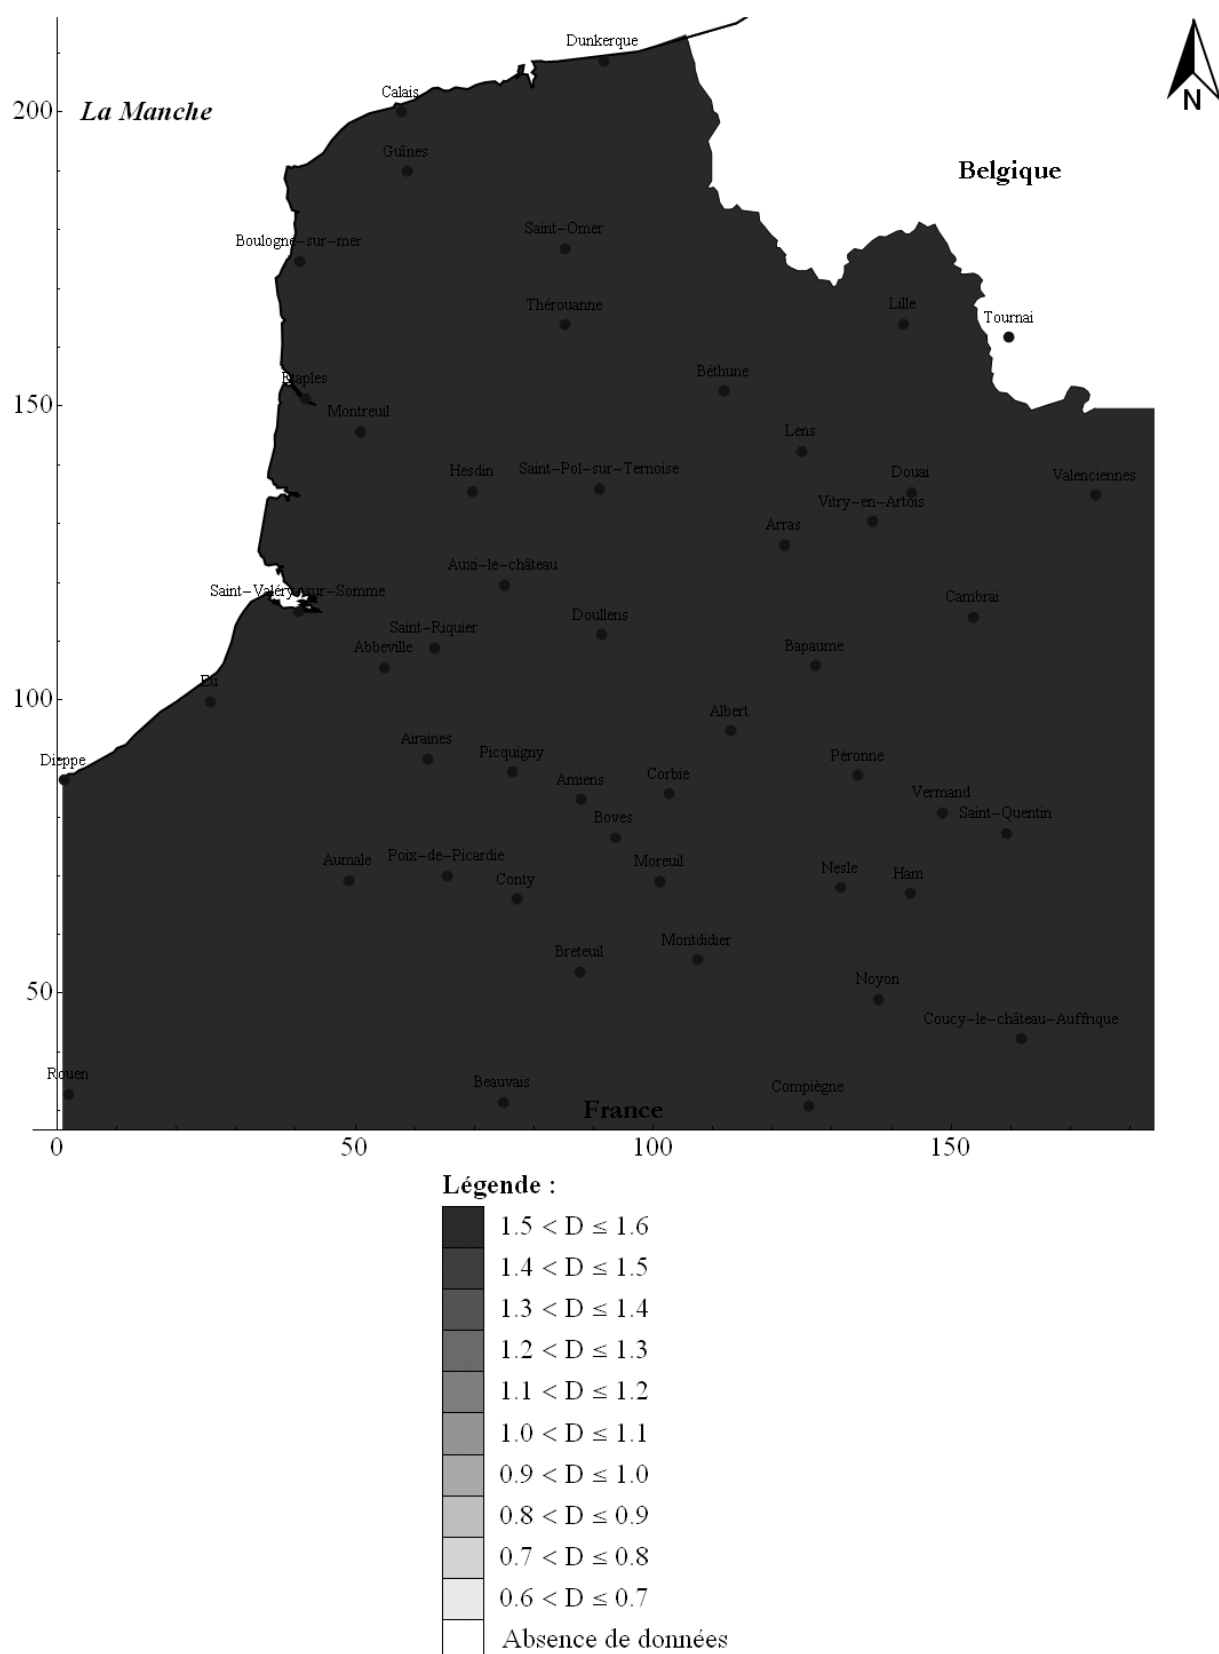 Dunkerque
Calais
200
La Manche
N
Guînes
Belgique
Saint-Omer
Boulogne-sur-mer
Thérouanne
Lille
Tournai
Béthune
Etaples
150
Montreuil
Lens
Hesdin
Saint-Pol-sur-Ternoise
Douai
Valenciennes
Vitry-en-Artois
Arras
Auxi-le-château
Saint-Valéry-sur-Somme
Cambrai
Doullens
Saint-Riquier
Abbeville
Bapaume
Eu
100
Albert
Airaines
Picquigny
Dieppe
Péronne
Amiens
Corbie
Vermand
Boves
Saint-Quentin
Aumale
Poix-de-Picardie
Moreuil
Conty
Nesle
Ham
Breteuil
Montdidier
50
Noyon
Coucy-le-château-Auffrique
Rouen
Beauvais
Compiègne
France
0 50 100 150
Légende :
1.5 < D ≤ 1.6
1.4 < D ≤ 1.5
1.3 < D ≤ 1.4
1.2 < D ≤ 1.3
1.1 < D ≤ 1.2
1.0 < D ≤ 1.1
0.9 < D ≤ 1.0
0.8 < D ≤ 0.9
0.7 < D ≤ 0.8
0.6 < D ≤ 0.7
Absence de données